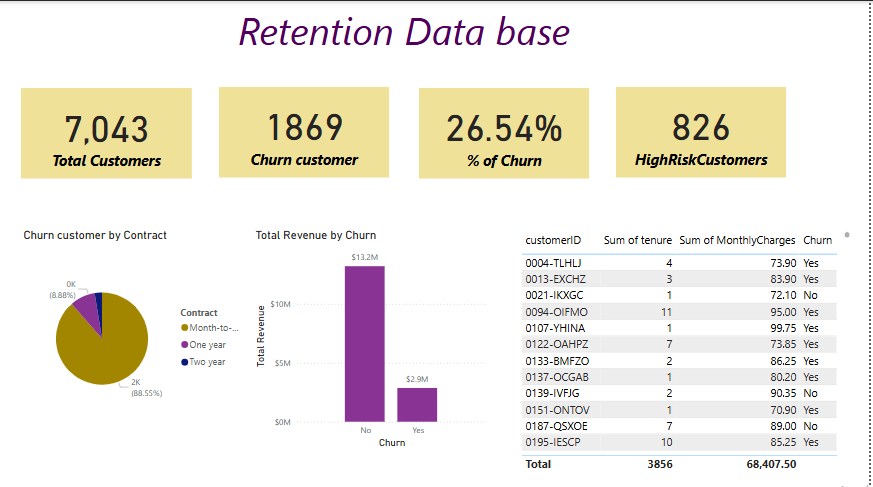 Retention Data base
7,043
Total Customers
1869
Churn customer
26.54%
% of Churn
826
HighRiskCustomers
Churn customer by Contract
0K
(8.88%)
2K
(88.55%)
Contract
Month-to-...
One year
Two year
Total Revenue by Churn
Total Revenue
$10M
$5M
$0M
$13.2M
$2.9M
No
Yes
Churn
customerID Sum of tenure Sum of MonthlyCharges Churn
0004-TLHLJ 4 73.90 Yes
0013-EXCHZ 3 83.90 Yes
0021-IKXGC 1 72.10 No
0094-OIFMO 11 95.00 Yes
0107-YHINA 1 99.75 Yes
0122-OAHPZ 7 73.85 Yes
0133-BMFZO 2 86.25 Yes
0137-OCGAB 1 80.20 Yes
0139-IVFJG 2 90.35 No
0151-ONTOV 1 70.90 Yes
0187-QSXOE 7 89.00 No
0195-IESCP 10 85.25 Yes
Total 3856 68,407.50